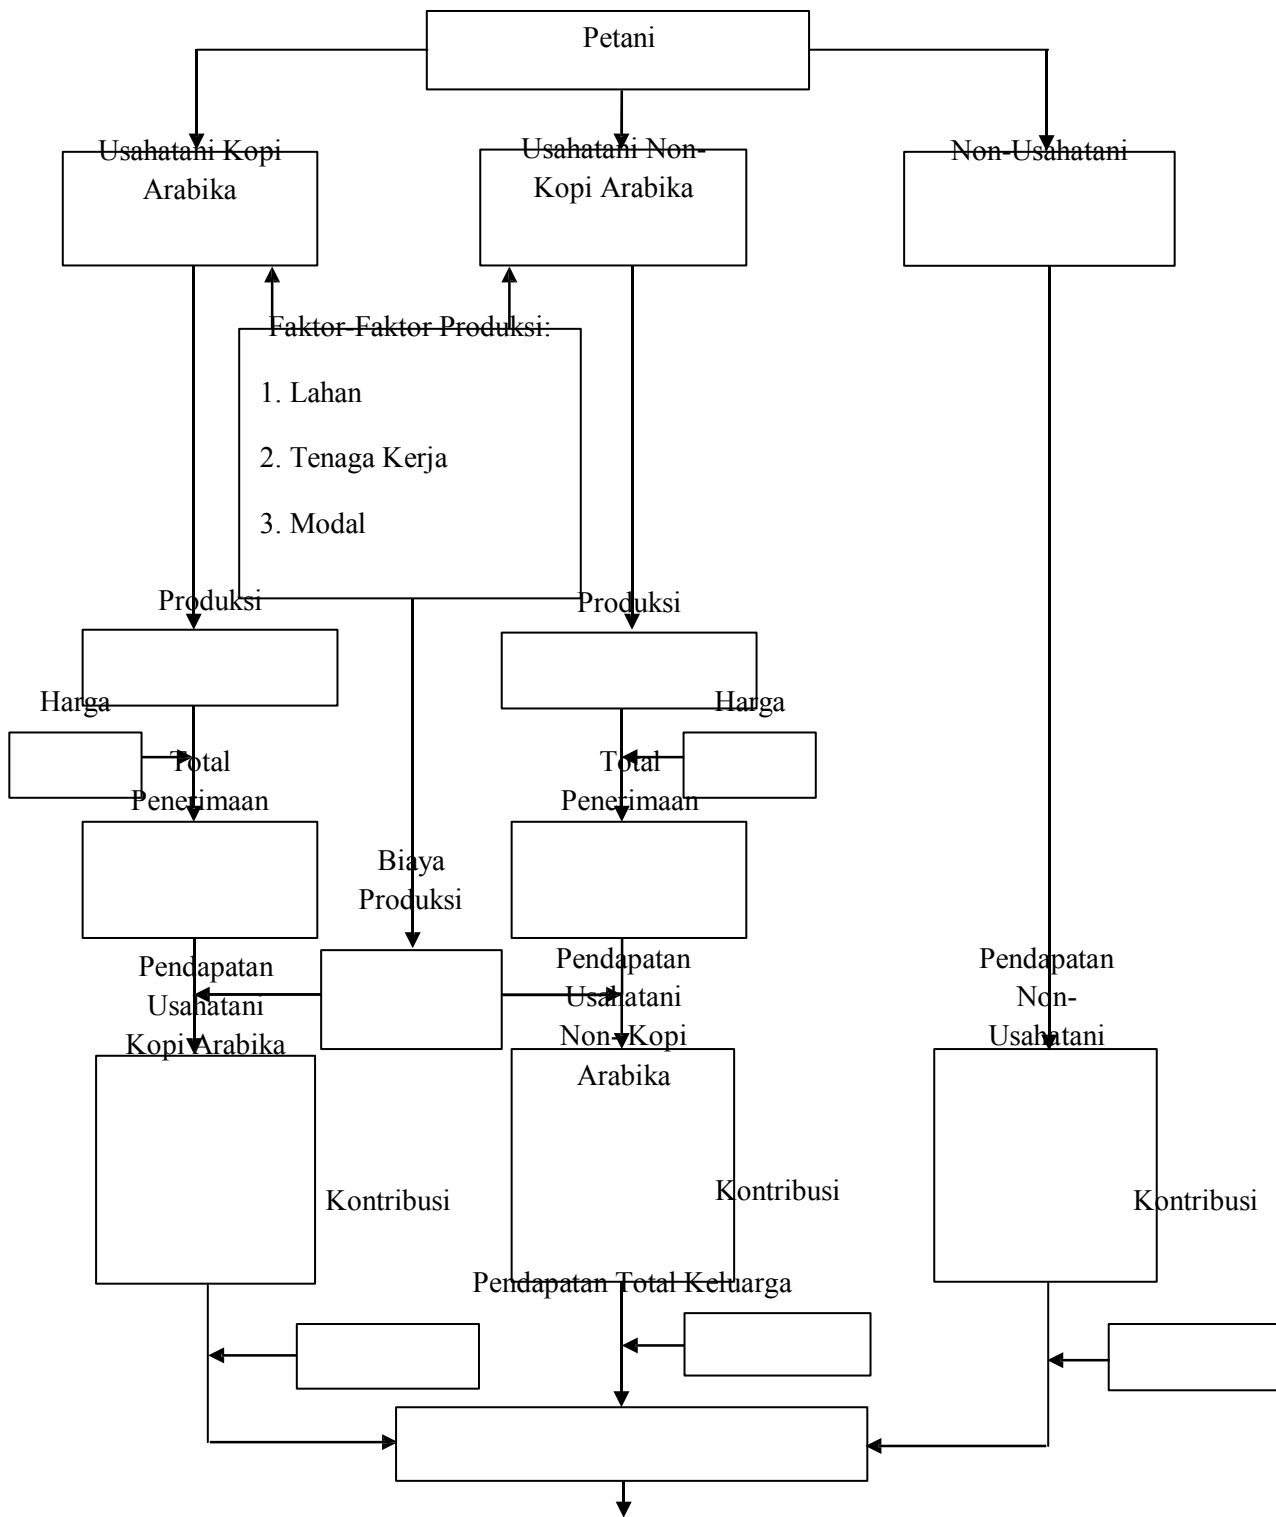 Petani
Usahatani Kopi
Arabika
Usahatani Non-
Kopi Arabika
Non-Usahatani
Faktor-Faktor Produksi:
1. Lahan
2. Tenaga Kerja
3. Modal
Produksi
Produksi
Harga
Harga
Total
Penerimaan
Total
Penerimaan
Biaya
Produksi
Pendapatan
Usahatani
Kopi Arabika
Pendapatan
Usahatani
Non- Kopi
Arabika
Pendapatan
Non-
Usahatani
Kontribusi
Kontribusi
Kontribusi
Pendapatan Total Keluarga